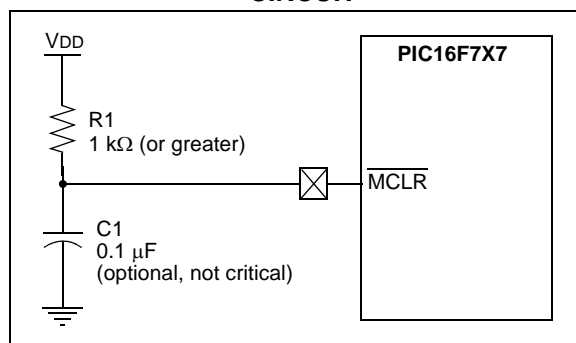 CIRCUIT
VDD
PIC16F7X7
R1
1 kΩ (or greater)
MCLR
C1
0.1 μF
(optional, not critical)